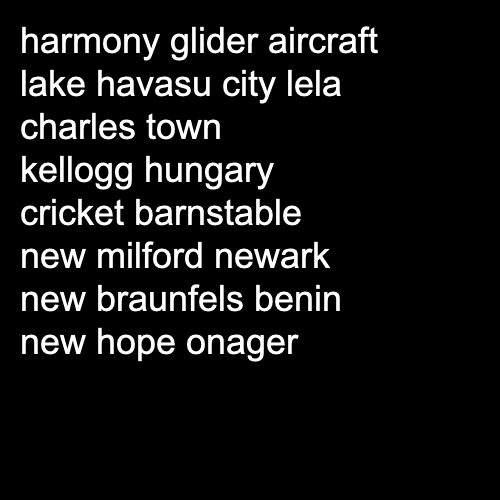 harmony glider aircraft
lake havasu city lela
charles town
kellogg hungary
cricket barnstable
new milford newark
new braunfels benin
new hope onager